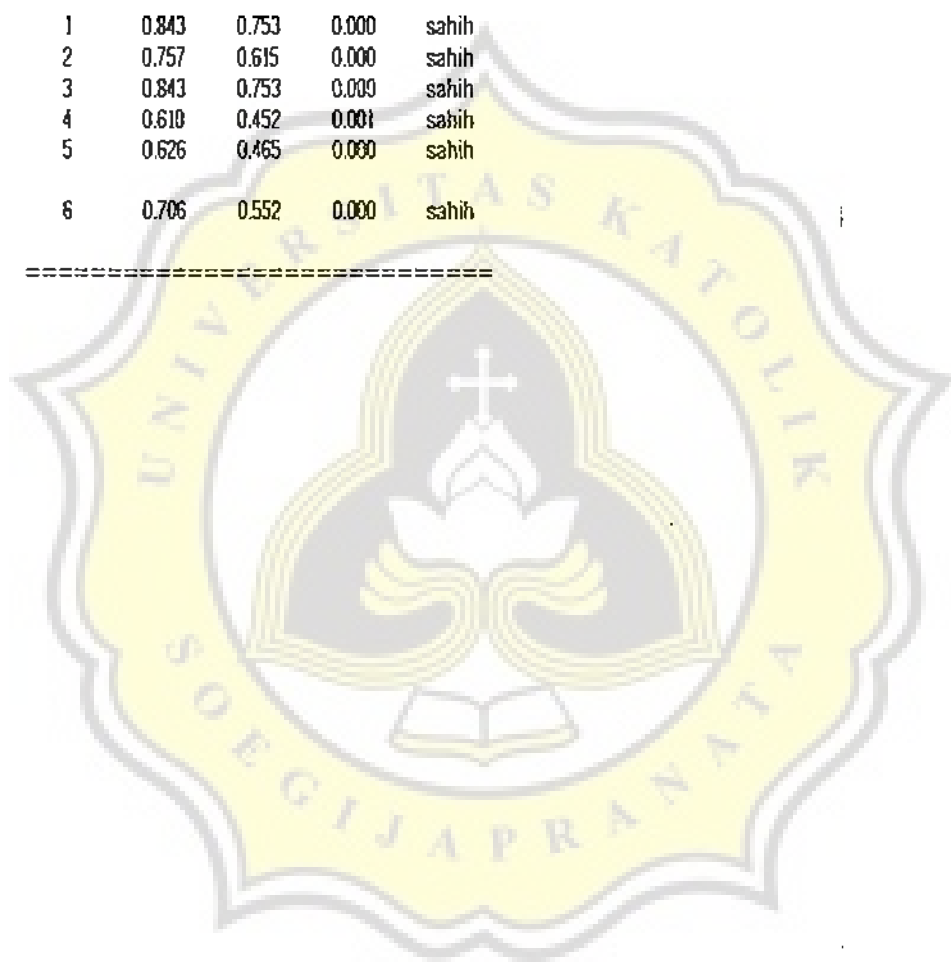 1 0.843 0.753 0.000 sahih
2 0.757 0.615 0.000 sahih
3 0.843 0.753 0.000 sahih
4 0.610 0.452 0.001 sahih
5 0.626 0.465 0.000 sahih
6 0.706 0.552 0.000 sahih
==============================
UNIVERSITAS KATOLIK
SOEGIJAPRANATA